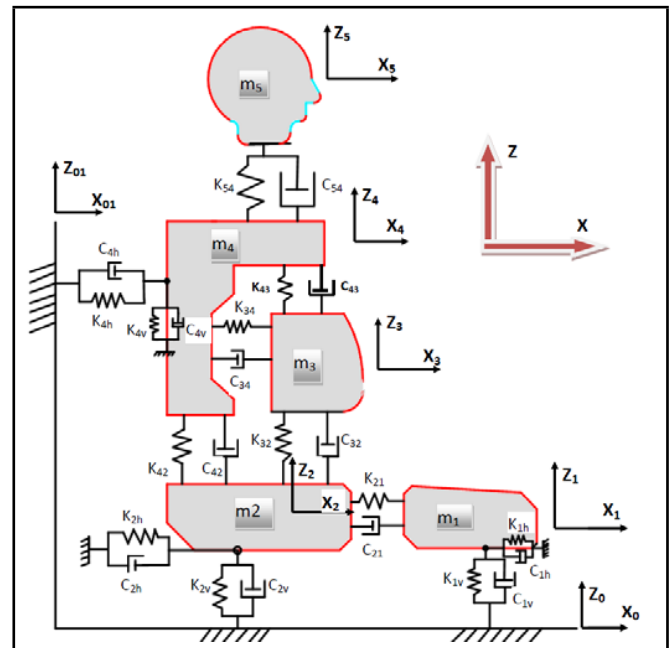 Z5
X5
m5
Z01
X01
K54
C54
Z4
X4
Z
X
m4
C4h
K4h
K43
C43
K34
K4v
C4v
C34
Z3
X3
m3
K42
C42
K32
C32
Z2
X2
K21
C21
m2
m1
Z1
X1
K2h
C2h
K2v
C2v
K1h
C1h
K1v
C1v
Z0
X0